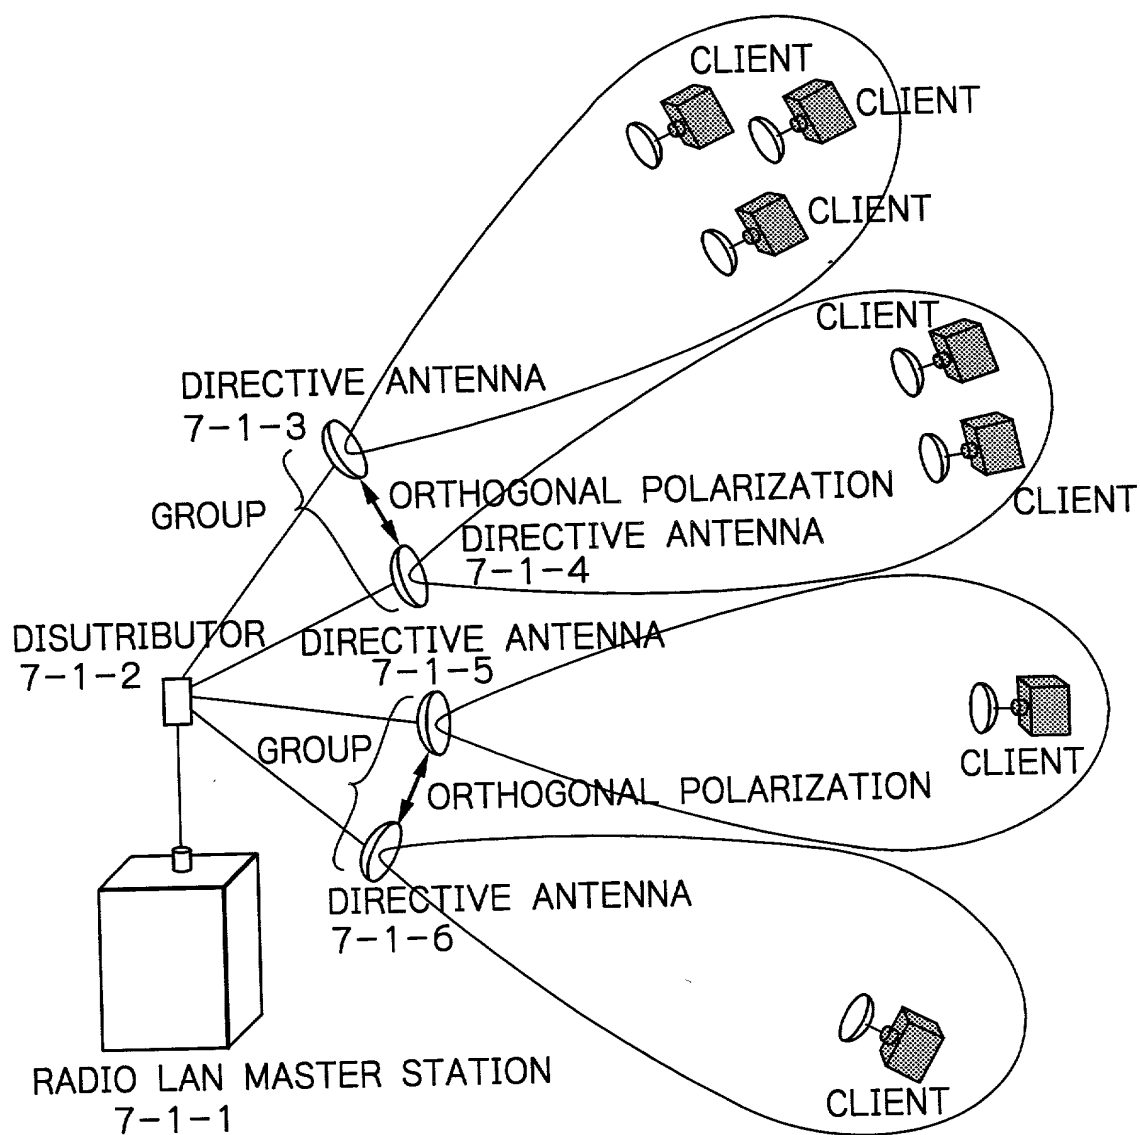 CLIENT
CLIENT
CLIENT
CLIENT
DIRECTIVE ANTENNA
7-1-3
CLIENT
ORTHOGONAL POLARIZATION
GROUP
DIRECTIVE ANTENNA
7-1-4
DISUTRIBUTOR
7-1-2
DIRECTIVE ANTENNA
7-1-5
GROUP
CLIENT
ORTHOGONAL POLARIZATION
DIRECTIVE ANTENNA
7-1-6
RADIO LAN MASTER STATION
7-1-1
CLIENT